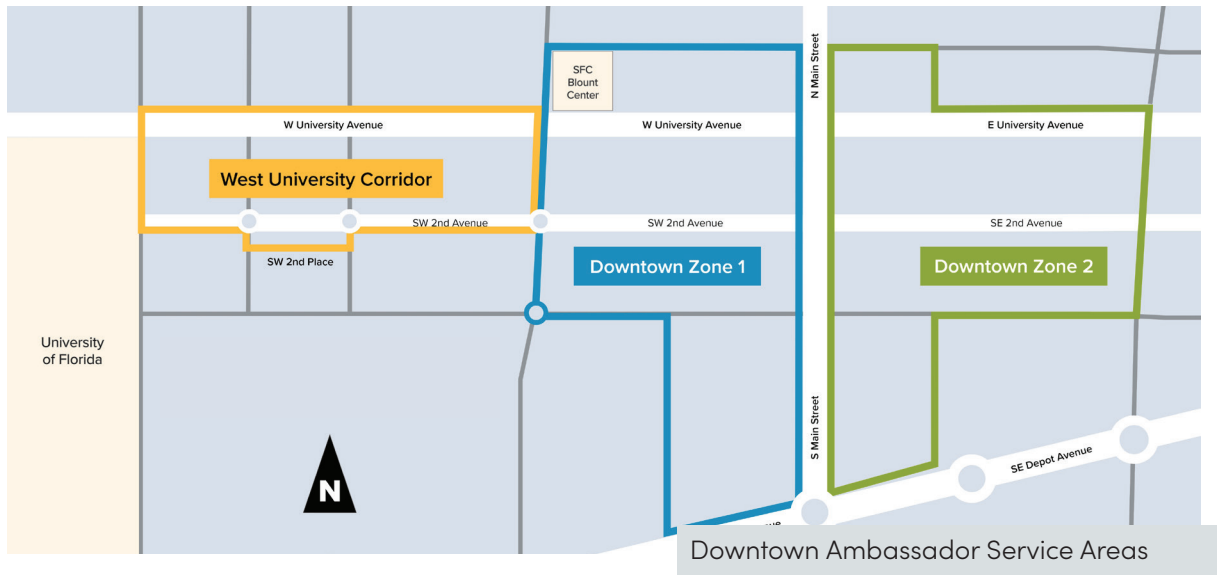 N Main Street
SFC
Blount
Center
W University Avenue
W University Avenue
E University Avenue
West University Corridor
SW 2nd Avenue
SW 2nd Avenue
SE 2nd Avenue
SW 2nd Place
Downtown Zone 1
Downtown Zone 2
University
of Florida
S Main Street
SE Depot Avenue
N
Downtown Ambassador Service Areas